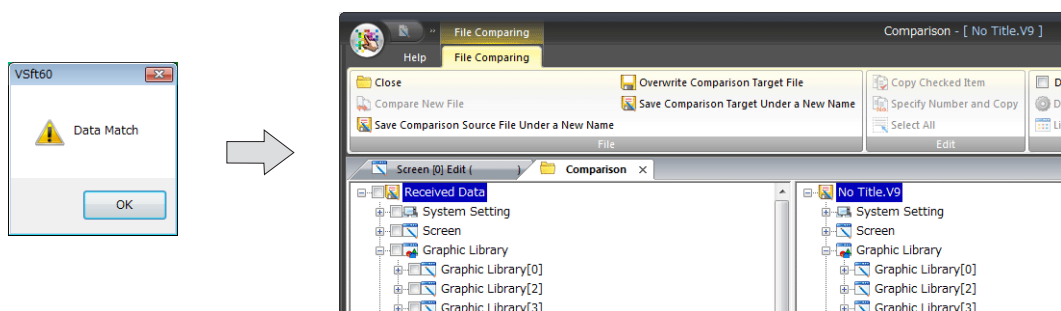 VSft60
Data Match
OK
Comparison - [ No Title.V9 ]
File Comparing
Help
File Comparing
Close
Compare New File
Save Comparison Source File Under a New Name
Overwrite Comparison Target File
Save Comparison Target Under a New Name
File
Copy Checked Item
Specify Number and Copy
Select All
Edit
D
D
Li
Screen [0] Edit ( )
Comparison
Received Data
System Setting
Screen
Graphic Library
Graphic Library[0]
Graphic Library[2]
Graphic Library[3]
No Title.V9
System Setting
Screen
Graphic Library
Graphic Library[0]
Graphic Library[2]
Graphic Library[3]